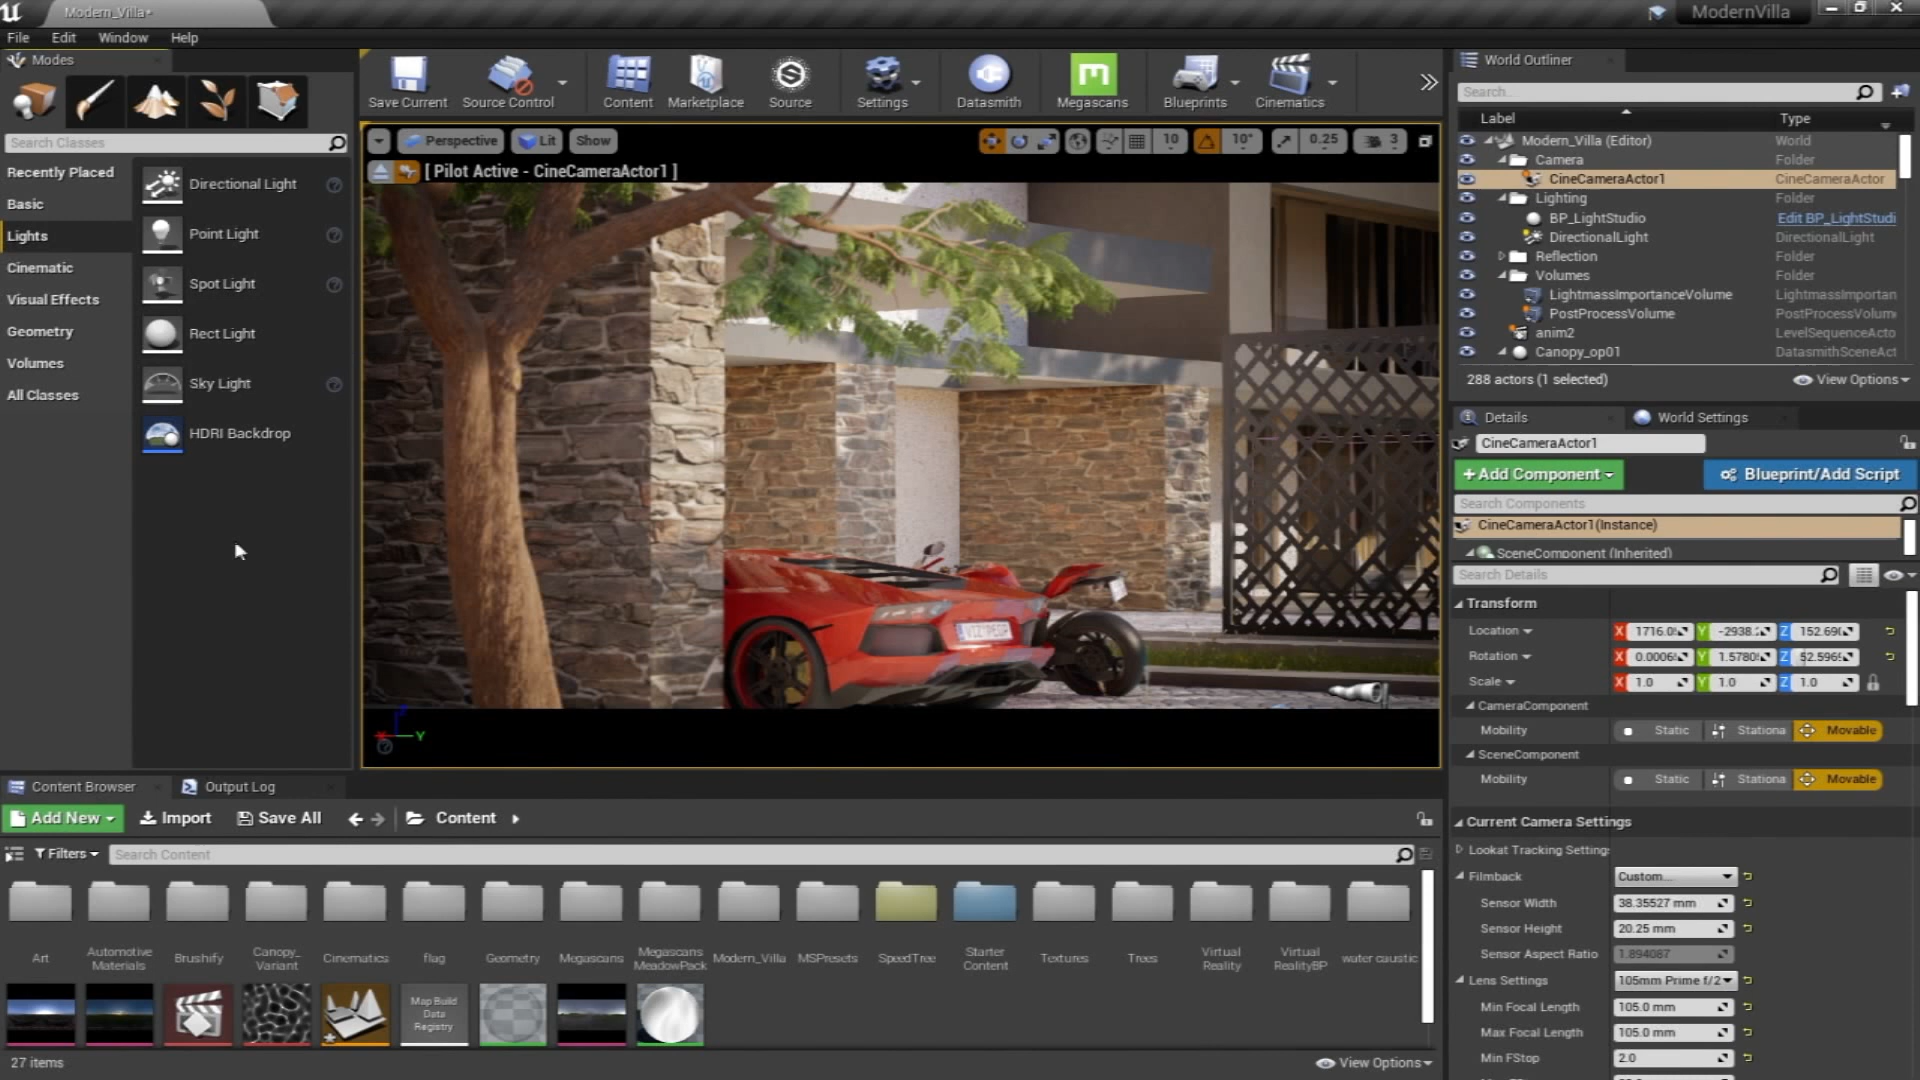 Modern_Villa*
ModernVilla
File Edit Window Help
Modes
Save Current Source Control Content Marketplace Source Settings Datasmith Megascans Blueprints Cinematics
Search Classes
Recently Placed
Basic
Lights
Cinematic
Visual Effects
Geometry
Volumes
All Classes
Directional Light
Point Light
Spot Light
Rect Light
Sky Light
HDRI Backdrop
Perspective Lit Show 10 10° 0.25 3
[ Pilot Active - CineCameraActor1 ]
X Y
World Outliner
Search...
Label Type
Modern_Villa (Editor) World
Camera Folder
CineCameraActor1 CineCameraActor
Lighting Folder
BP_LightStudio Edit BP_LightStudi
DirectionalLight DirectionalLight
Reflection Folder
Volumes Folder
LightmassImportanceVolume LightmassImportan
PostProcessVolume PostProcessVolum
anim2 LevelSequenceActo
Canopy_op01 DatasmithSceneAct
288 actors (1 selected) View Options
Details World Settings
CineCameraActor1
+ Add Component Blueprint/Add Script
Search Components
CineCameraActor1(Instance)
SceneComponent (Inherited)
Search Details
Transform
Location X 1716.0 Y -2938. Z 152.690
Rotation X 0.0006 Y 1.5780 Z 52.596
Scale X 1.0 Y 1.0 Z 1.0
CameraComponent
Mobility Static Stationa Movable
SceneComponent
Mobility Static Stationa Movable
Current Camera Settings
Lookat Tracking Settings
Filmback Custom...
Sensor Width 38.35527 mm
Sensor Height 20.25 mm
Sensor Aspect Ratio 1.894087
Lens Settings 105mm Prime f/2
Min Focal Length 105.0 mm
Max Focal Length 105.0 mm
Min FStop 2.0
Content Browser Output Log
Add New Import Save All Content
Filters Search Content
Art
Automotive Materials
Brushify
Canopy_ Variant
Cinematics
flag
Geometry
Megascans
Megascans MeadowPack
Modern_Villa
MSPresets
SpeedTree
Starter Content
Textures
Trees
Virtual Reality
Virtual RealityBP
water caustic
Map Build Data Registry
27 items View Options